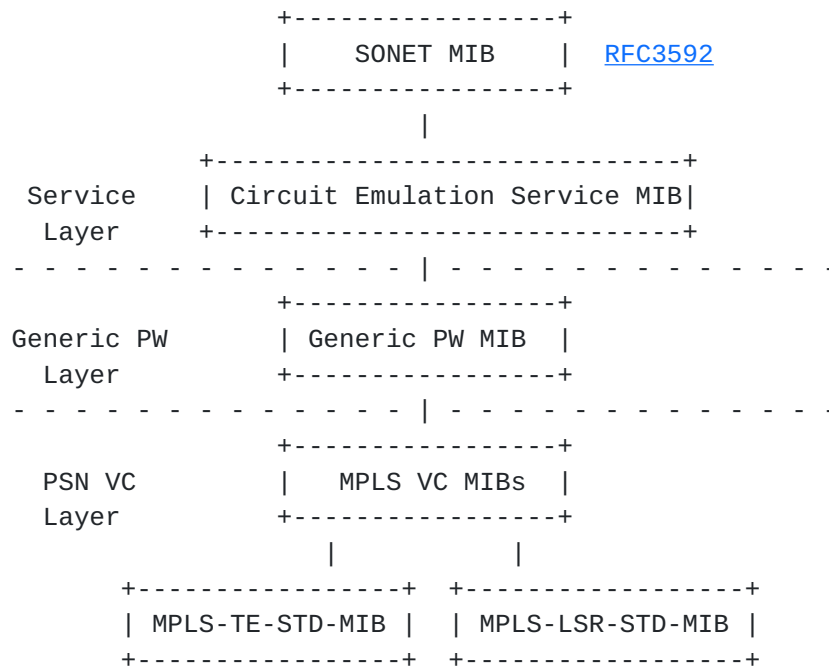 +-----------------+
| SONET MIB | RFC3592
+-----------------+
|
+------------------------------+
Service | Circuit Emulation Service MIB|
Layer +------------------------------+
- - - - - - - - - - - - - | - - - - - - - - - - - - -
+-----------------+
Generic PW | Generic PW MIB |
Layer +-----------------+
- - - - - - - - - - - - - | - - - - - - - - - - - - -
+-----------------+
PSN VC | MPLS VC MIBs |
Layer +-----------------+
| |
+-----------------+ +------------------+
| MPLS-TE-STD-MIB | | MPLS-LSR-STD-MIB |
+-----------------+ +------------------+